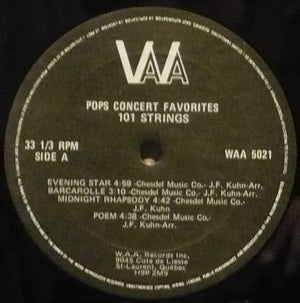 WAA
POPS CONCERT FAVORITES
101 STRINGS
33 1/3 RPM
SIDE A
WAA 5021
EVENING STAR 4:59 -Chesdel Music Co.- J.F. Kuhn-Arr.
BARCAROLLE 3:10 -Chesdel Music Co.- J.F. Kuhn-Arr.
MIDNIGHT RHAPSODY 4:42 -Chesdel Music Co.-
J.F. Kuhn
POEM 4:38 -Chesdel Music Co.-
J.F. Kuhn-Arr.
W.A.A. Records Inc.
9045 Côte de Liesse
St-Laurent, Québec
H9P 2M9